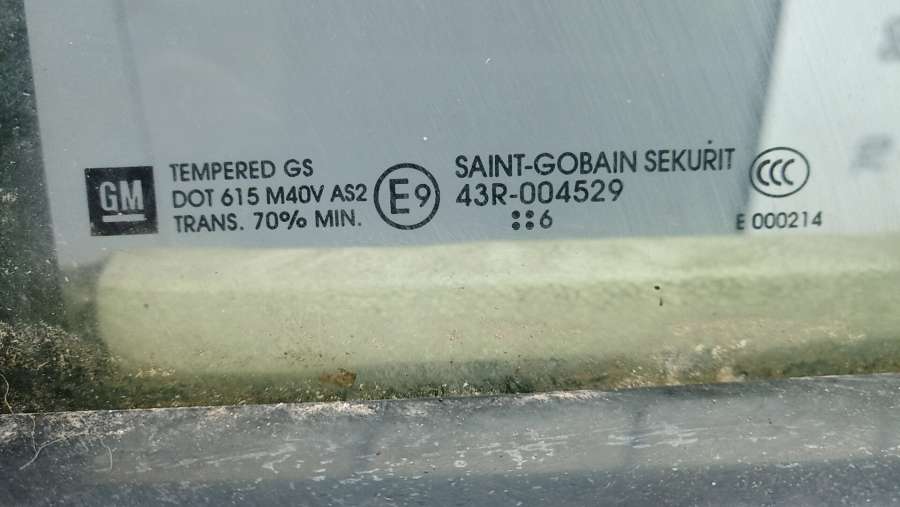 GM
TEMPERED GS
DOT 615 M40V AS2
TRANS. 70% MIN.
E9
SAINT-GOBAIN SEKURIT
43R-004529
⠿6
CCC
E 000214